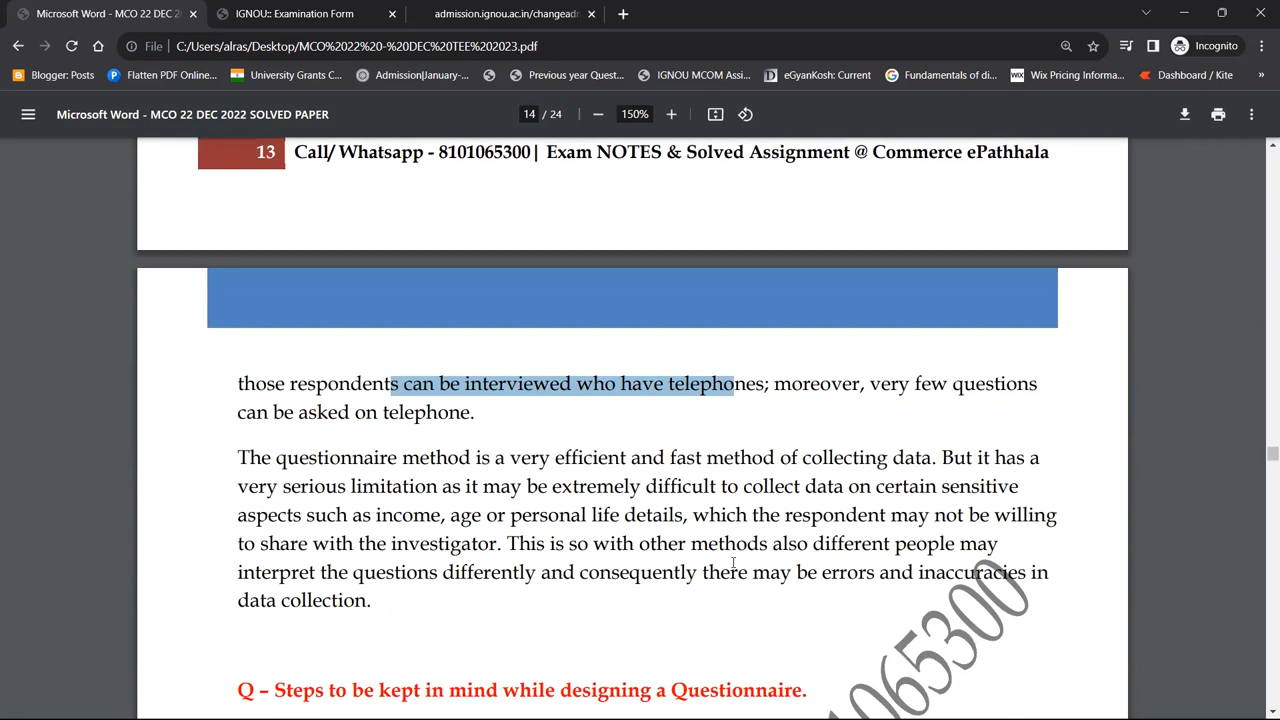 Microsoft Word - MCO 22 DEC 20
IGNOU:: Examination Form
admission.ignou.ac.in/changeadr
File
C:/Users/alras/Desktop/MCO%2022%20-%20DEC%20TEE%202023.pdf
Incognito
Blogger: Posts
Flatten PDF Online...
University Grants C...
Admission|January-...
Previous year Quest...
IGNOU MCOM Assi...
eGyanKosh: Current
Fundamentals of di...
Wix Pricing Informa...
Dashboard / Kite
»
Microsoft Word - MCO 22 DEC 2022 SOLVED PAPER
14 / 24
150%
13 Call/ Whatsapp - 8101065300| Exam NOTES & Solved Assignment @ Commerce ePathhala
those respondents can be interviewed who have telephones; moreover, very few questions
can be asked on telephone.
The questionnaire method is a very efficient and fast method of collecting data. But it has a
very serious limitation as it may be extremely difficult to collect data on certain sensitive
aspects such as income, age or personal life details, which the respondent may not be willing
to share with the investigator. This is so with other methods also different people may
interpret the questions differently and consequently there may be errors and inaccuracies in
data collection.
Q – Steps to be kept in mind while designing a Questionnaire.
1065300